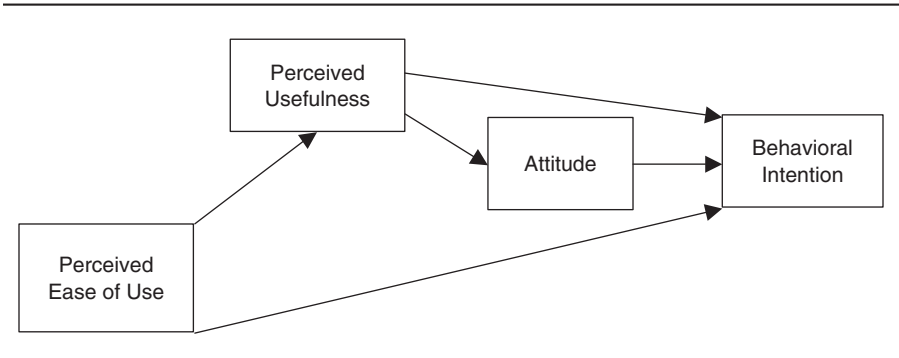 Perceived
Usefulness
Attitude
Behavioral
Intention
Perceived
Ease of Use